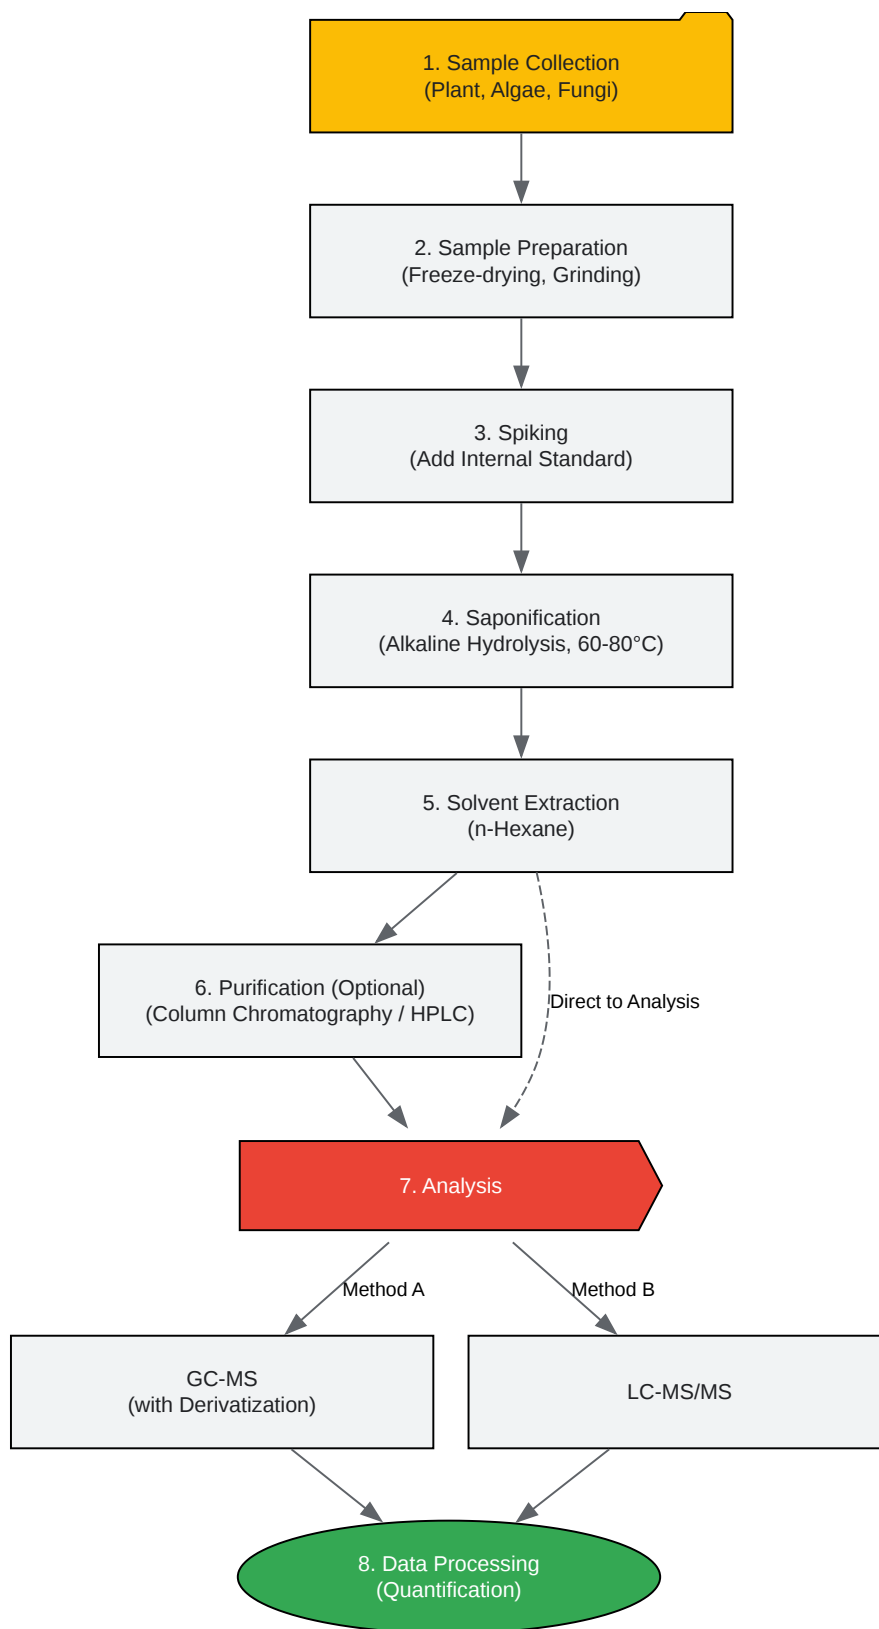 1. Sample Collection
(Plant, Algae, Fungi)
2. Sample Preparation
(Freeze-drying, Grinding)
3. Spiking
(Add Internal Standard)
4. Saponification
(Alkaline Hydrolysis, 60-80°C)
5. Solvent Extraction
(n-Hexane)
6. Purification (Optional)
(Column Chromatography / HPLC)
Direct to Analysis
7. Analysis
Method A
Method B
GC-MS
(with Derivatization)
LC-MS/MS
8. Data Processing
(Quantification)